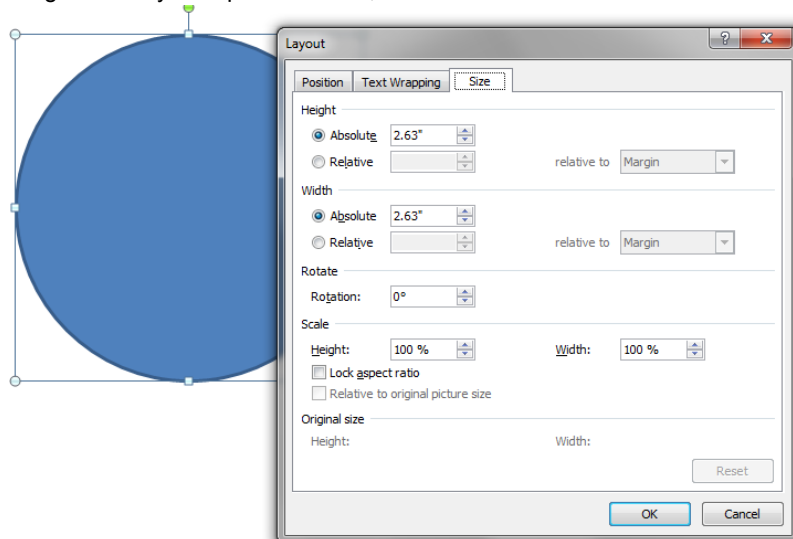 Layout
?
X
Position Text Wrapping Size
Height
Absolute 2.63"
Relative relative to Margin
Width
Absolute 2.63"
Relative relative to Margin
Rotate
Rotation: 0°
Scale
Height: 100 % Width: 100 %
Lock aspect ratio
Relative to original picture size
Original size
Height: Width:
Reset
OK Cancel